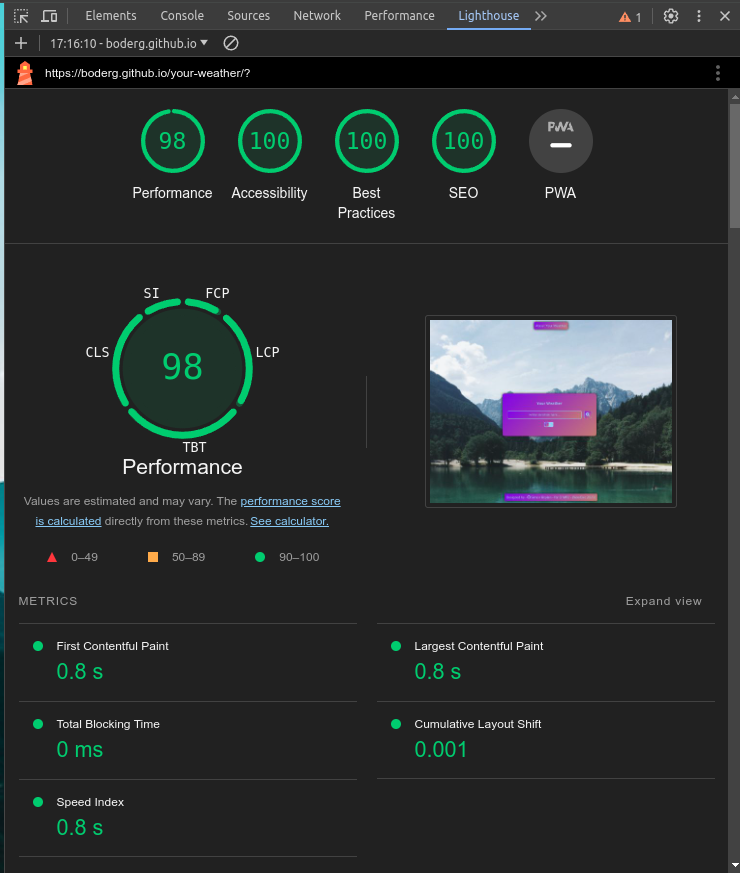 Elements Console Sources Network Performance Lighthouse 1
17:16:10 - boderg.github.io
https://boderg.github.io/your-weather/?
98 100 100 100 PWA
Performance Accessibility Best Practices SEO PWA
SI FCP
CLS LCP
98
TBT
Performance
Values are estimated and may vary. The performance score
is calculated directly from these metrics. See calculator.
0–49 50–89 90–100
METRICS Expand view
First Contentful Paint
0.8 s
Largest Contentful Paint
0.8 s
Total Blocking Time
0 ms
Cumulative Layout Shift
0.001
Speed Index
0.8 s